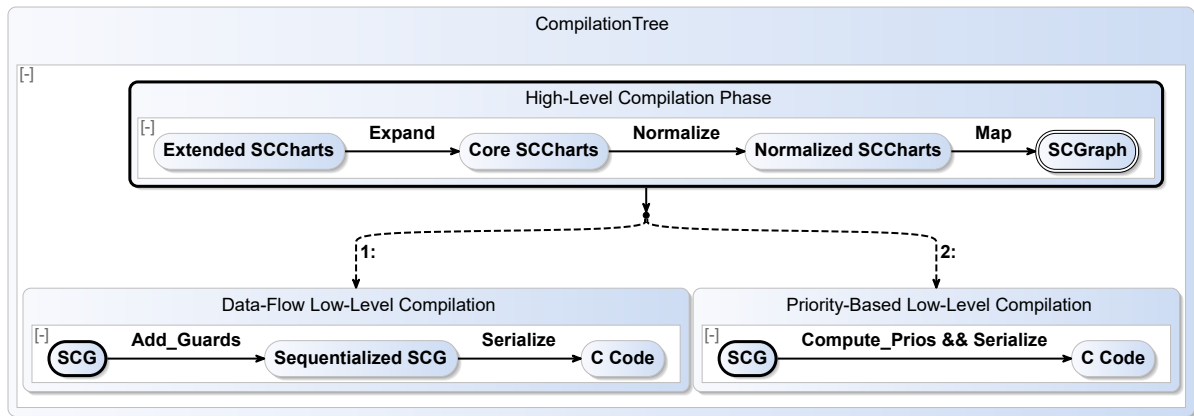 CompilationTree
[-]
High-Level Compilation Phase
[-]
Extended SCCharts Expand Core SCCharts Normalize Normalized SCCharts Map SCGraph
1: 2:
Data-Flow Low-Level Compilation
[-]
SCG Add_Guards Sequentialized SCG Serialize C Code
Priority-Based Low-Level Compilation
[-]
SCG Compute_Prios && Serialize C Code